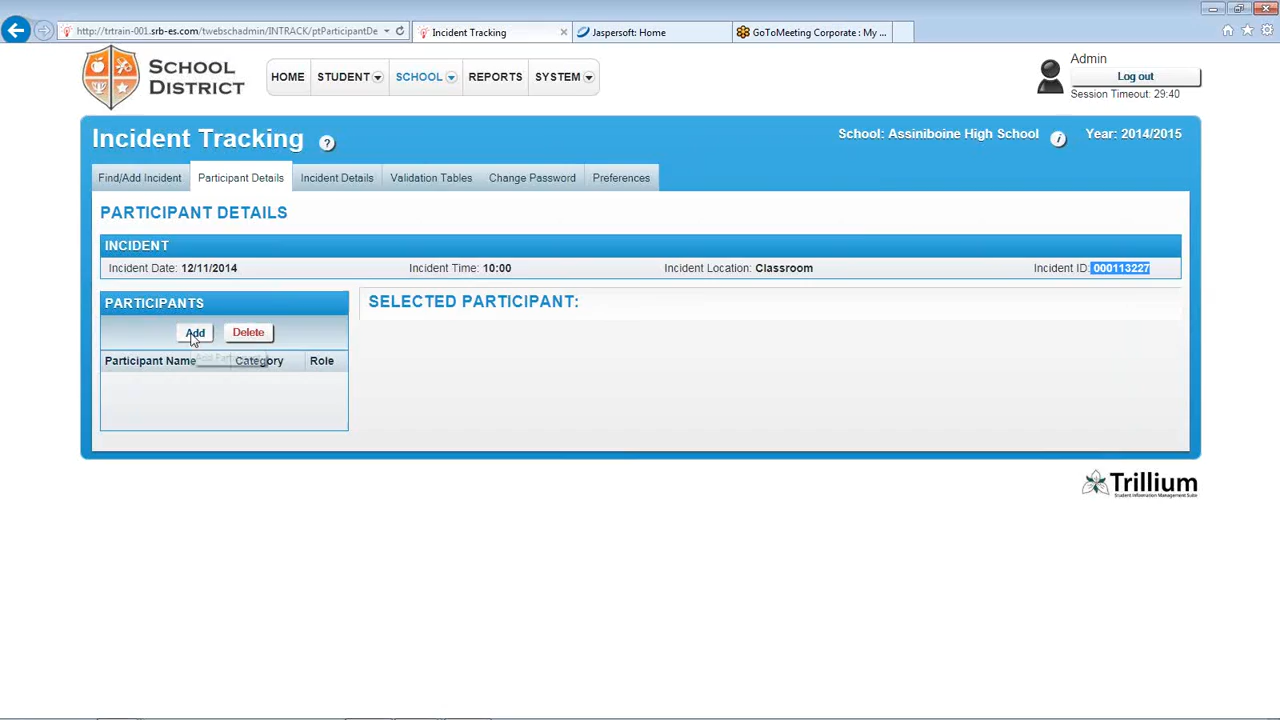 http://trtrain-001.srb-es.com/twebschadmin/INTRACK/ptParticipantDe
Incident Tracking
Jaspersoft: Home
GoToMeeting Corporate : My ...
SCHOOL DISTRICT
HOME
STUDENT
SCHOOL
REPORTS
SYSTEM
Admin
Log out
Session Timeout: 29:40
Incident Tracking ?
School: Assiniboine High School i
Year: 2014/2015
Find/Add Incident
Participant Details
Incident Details
Validation Tables
Change Password
Preferences
PARTICIPANT DETAILS
INCIDENT
Incident Date: 12/11/2014
Incident Time: 10:00
Incident Location: Classroom
Incident ID: 000113227
PARTICIPANTS
SELECTED PARTICIPANT:
Add
Delete
Participant Name
Category
Role
Trillium
Student Information Management Suite